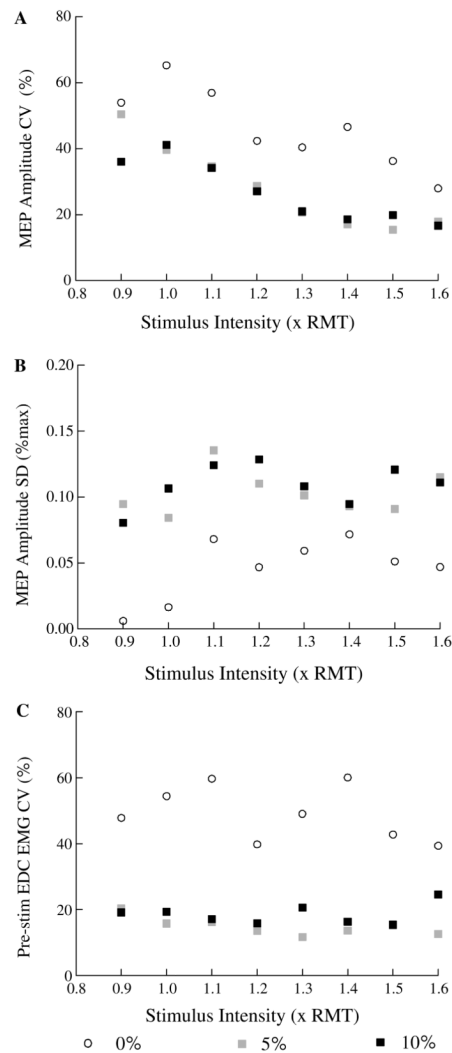 A
MEP Amplitude CV (%)
80
60
40
20
0
0.8 0.9 1.0 1.1 1.2 1.3 1.4 1.5 1.6
Stimulus Intensity (x RMT)
B
MEP Amplitude SD (%max)
0.20
0.15
0.10
0.05
0.00
0.8 0.9 1.0 1.1 1.2 1.3 1.4 1.5 1.6
Stimulus Intensity (x RMT)
C
Pre-stim EDC EMG CV (%)
80
60
40
20
0
0.8 0.9 1.0 1.1 1.2 1.3 1.4 1.5 1.6
Stimulus Intensity (x RMT)
0% 5% 10%